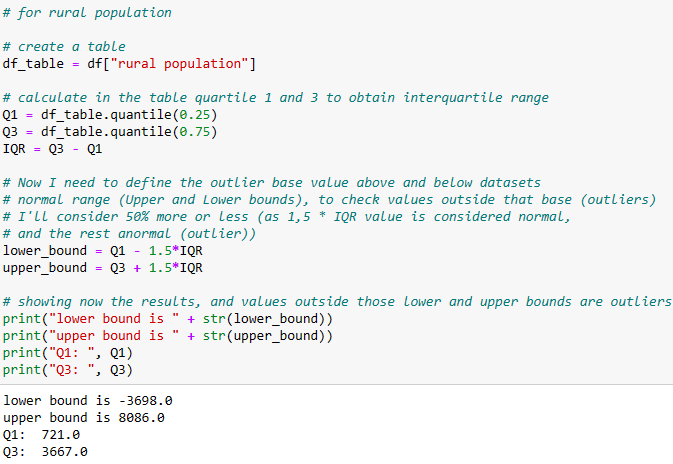 # for rural population
# create a table
df_table = df["rural population"]
# calculate in the table quartile 1 and 3 to obtain interquartile range
Q1 = df_table.quantile(0.25)
Q3 = df_table.quantile(0.75)
IQR = Q3 - Q1
# Now I need to define the outlier base value above and below datasets
# normal range (Upper and Lower bounds), to check values outside that base (outliers)
# I'll consider 50% more or less (as 1,5 * IQR value is considered normal,
# and the rest anormal (outlier))
lower_bound = Q1 - 1.5*IQR
upper_bound = Q3 + 1.5*IQR
# showing now the results, and values outside those lower and upper bounds are outliers
print("lower bound is " + str(lower_bound))
print("upper bound is " + str(upper_bound))
print("Q1: ", Q1)
print("Q3: ", Q3)
lower bound is -3698.0
upper bound is 8086.0
Q1:  721.0
Q3:  3667.0